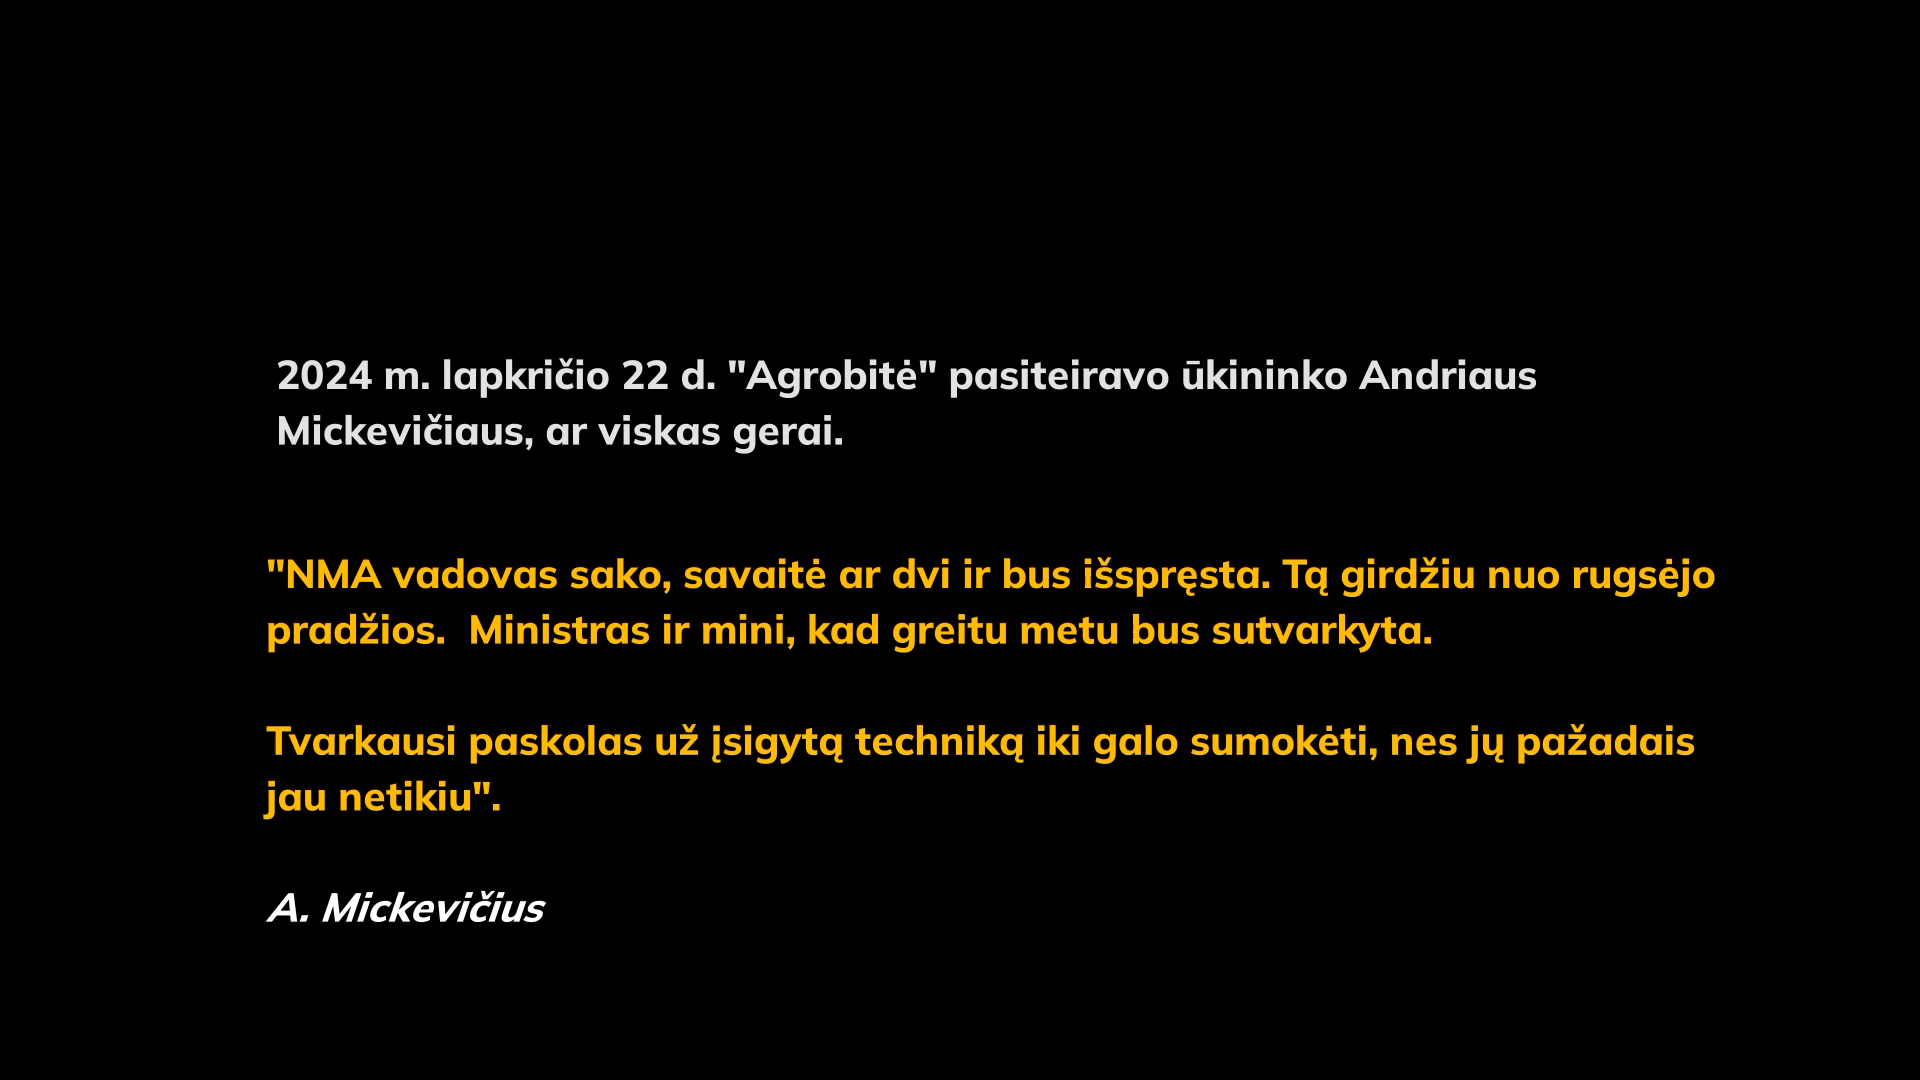 2024 m. lapkričio 22 d. "Agrobitė" pasiteiravo ūkininko Andriaus
Mickevičiaus, ar viskas gerai.
"NMA vadovas sako, savaitė ar dvi ir bus išspręsta. Tą girdžiu nuo rugsėjo
pradžios.  Ministras ir mini, kad greitu metu bus sutvarkyta.
Tvarkausi paskolas už įsigytą techniką iki galo sumokėti, nes jų pažadais
jau netikiu".
A. Mickevičius